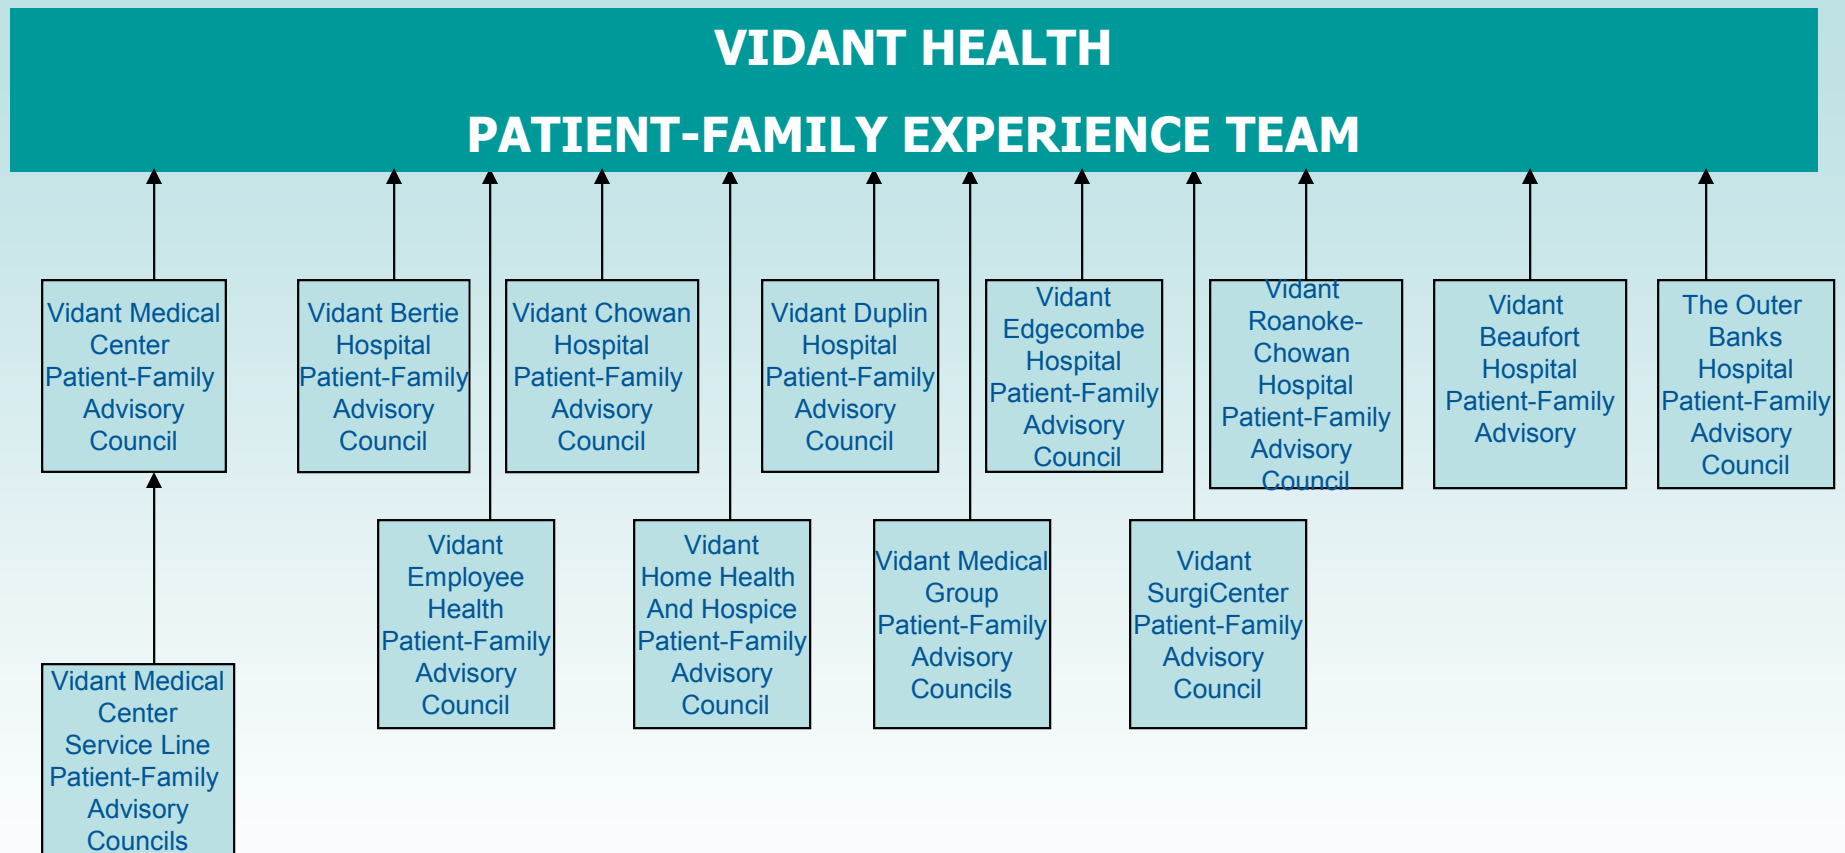 VIDANT HEALTH
PATIENT-FAMILY EXPERIENCE TEAM
Vidant Medical
Center
Patient-Family
Advisory
Council
Vidant Bertie
Hospital
Patient-Family
Advisory
Council
Vidant Chowan
Hospital
Patient-Family
Advisory
Council
Vidant Duplin
Hospital
Patient-Family
Advisory
Council
Vidant
Edgecombe
Hospital
Patient-Family
Advisory
Council
Vidant
Roanoke-
Chowan
Hospital
Patient-Family
Advisory
Council
Vidant
Beaufort
Hospital
Patient-Family
Advisory
The Outer
Banks
Hospital
Patient-Family
Advisory
Council
Vidant
Employee
Health
Patient-Family
Advisory
Council
Vidant
Home Health
And Hospice
Patient-Family
Advisory
Council
Vidant Medical
Group
Patient-Family
Advisory
Councils
Vidant
SurgiCenter
Patient-Family
Advisory
Council
Vidant Medical
Center
Service Line
Patient-Family
Advisory
Councils